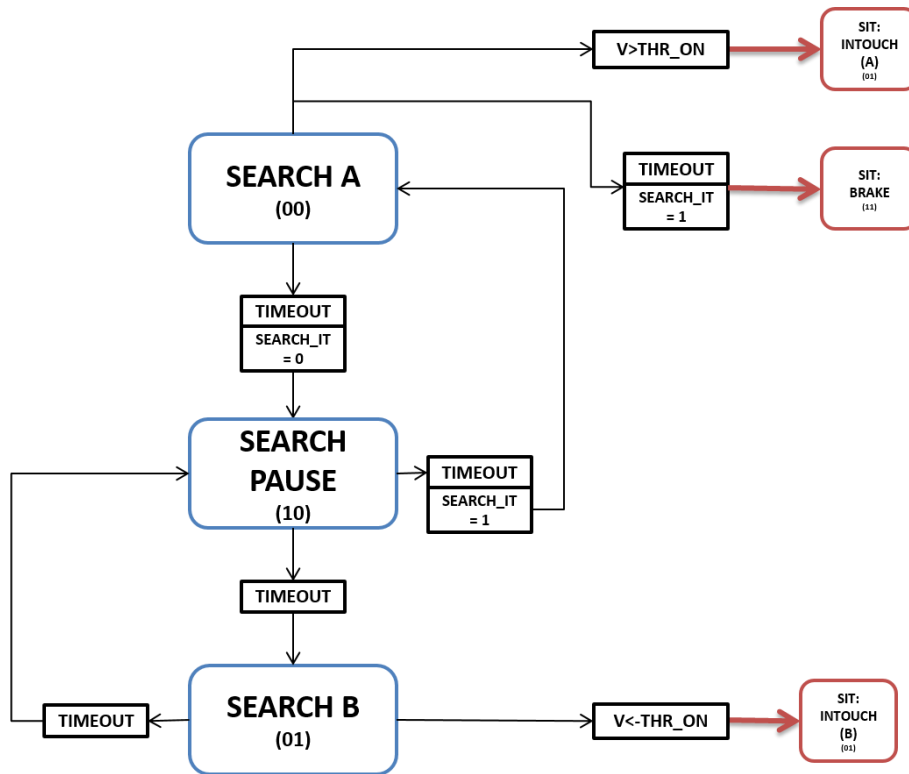 V>THR_ON
SIT:
INTOUCH
(A)
(01)
SEARCH A
(00)
TIMEOUT
SEARCH_IT
= 1
SIT:
BRAKE
(11)
TIMEOUT
SEARCH_IT
= 0
SEARCH
PAUSE
(10)
TIMEOUT
SEARCH_IT
= 1
TIMEOUT
TIMEOUT
SEARCH B
(01)
V<-THR_ON
SIT:
INTOUCH
(B)
(01)